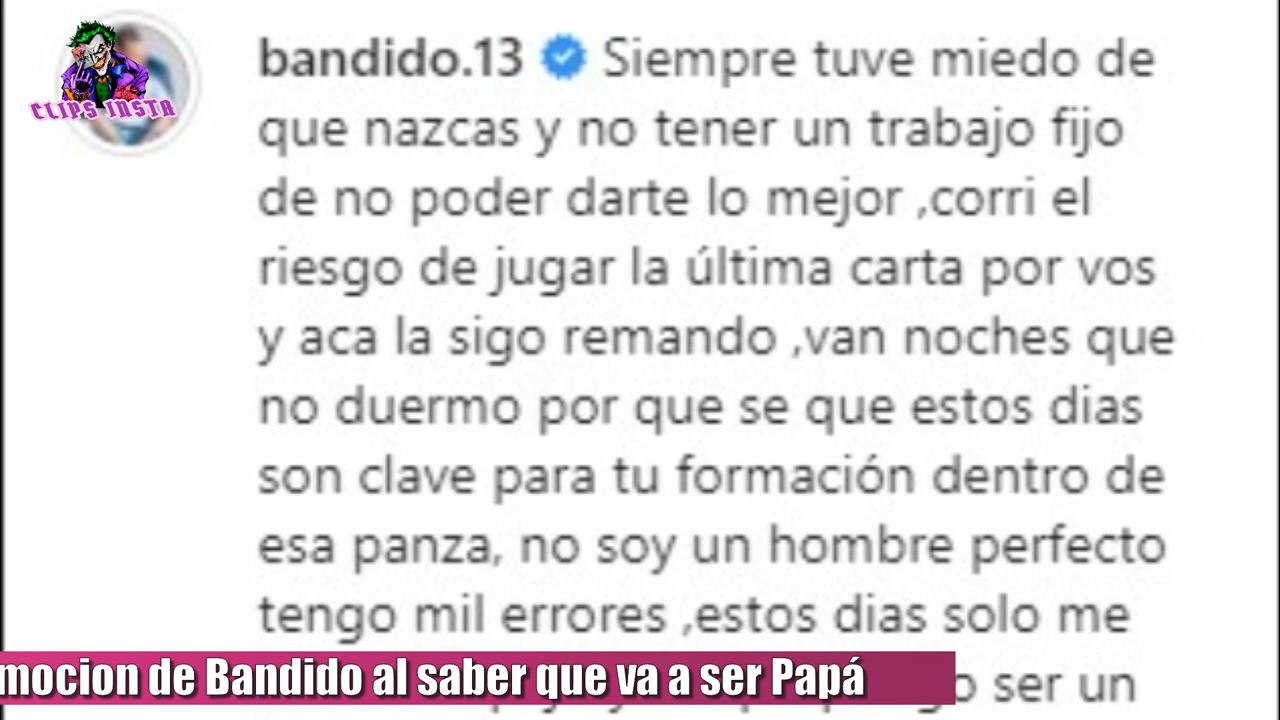 CLIPS INSTA
bandido.13 Siempre tuve miedo de
que nazcas y no tener un trabajo fijo
de no poder darte lo mejor ,corri el
riesgo de jugar la última carta por vos
y aca la sigo remando ,van noches que
no duermo por que se que estos dias
son clave para tu formación dentro de
esa panza, no soy un hombre perfecto
tengo mil errores ,estos dias solo me
o ser un
mocion de Bandido al saber que va a ser Papá